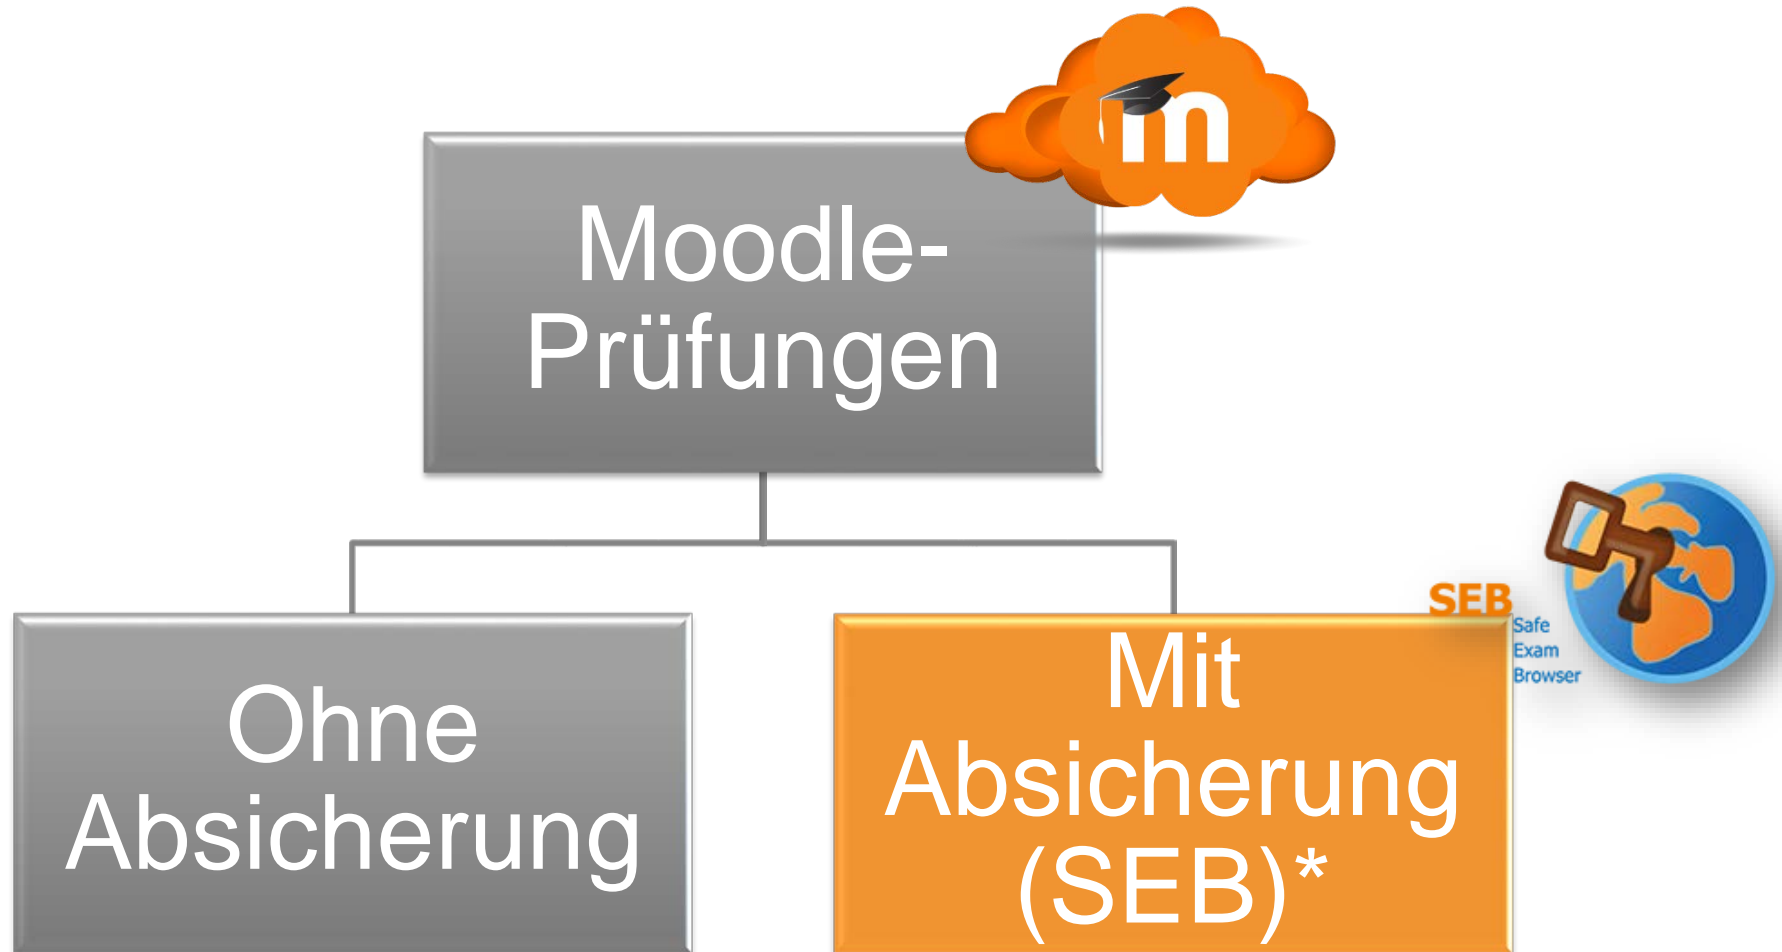 m
Moodle-
Prüfungen
SEB
Safe
Exam
Browser
Ohne
Absicherung
Mit
Absicherung
(SEB)*